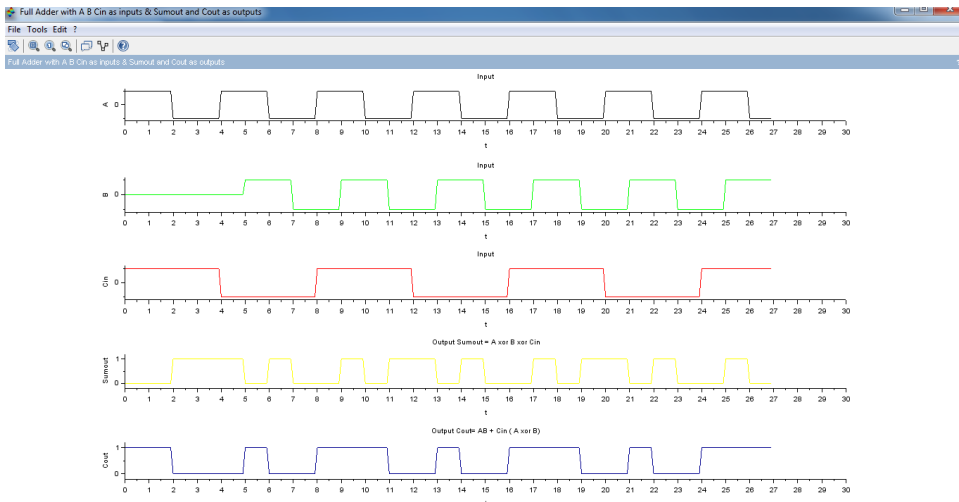 Full Adder with A B Cin as inputs & Sumout and Cout as outputs
File Tools Edit ?
Full Adder with A B Cin as inputs & Sumout and Cout as outputs
Input
A
0
0 1 2 3 4 5 6 7 8 9 10 11 12 13 14 15 16 17 18 19 20 21 22 23 24 25 26 27 28 29 30
t
Input
B
0
0 1 2 3 4 5 6 7 8 9 10 11 12 13 14 15 16 17 18 19 20 21 22 23 24 25 26 27 28 29 30
t
Input
Cin
0
0 1 2 3 4 5 6 7 8 9 10 11 12 13 14 15 16 17 18 19 20 21 22 23 24 25 26 27 28 29 30
t
Output Sumout = A xor B xor Cin
Sumout
1
0
0 1 2 3 4 5 6 7 8 9 10 11 12 13 14 15 16 17 18 19 20 21 22 23 24 25 26 27 28 29 30
t
Output Cout= AB + Cin ( A xor B)
Cout
1
0
0 1 2 3 4 5 6 7 8 9 10 11 12 13 14 15 16 17 18 19 20 21 22 23 24 25 26 27 28 29 30